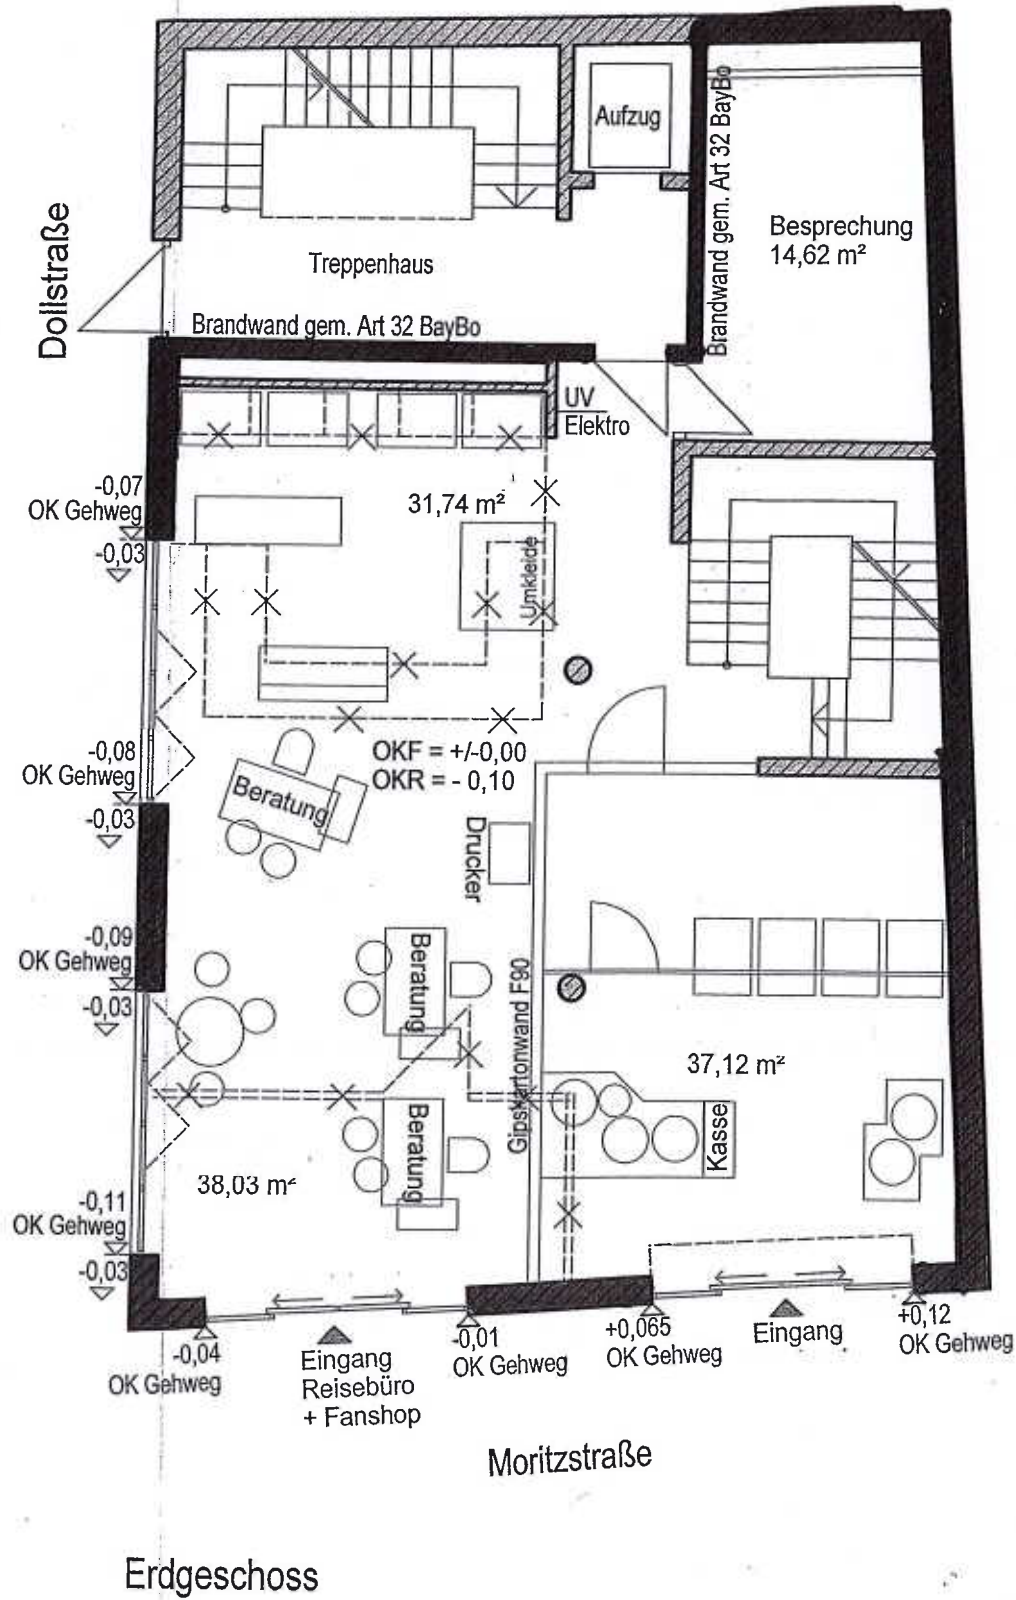 Aufzug
Brandwand gem. Art 32 BayBo
Besprechung
14,62 m²
Dollstraße
Treppenhaus
Brandwand gem. Art 32 BayBo
UV
Elektro
-0,07
OK Gehweg
-0,03
31,74 m²
Umkleide
-0,08
OK Gehweg
-0,03
OKF = +/-0,00
OKR = - 0,10
Beratung
Drucker
-0,09
OK Gehweg
-0,03
Beratung
Gipskartonwand F90
37,12 m²
Beratung
Kasse
38,03 m²
-0,11
OK Gehweg
-0,03
-0,04
OK Gehweg
Eingang
Reisebüro
+ Fanshop
-0,01
OK Gehweg
+0,065
OK Gehweg
Eingang
+0,12
OK Gehweg
Moritzstraße
Erdgeschoss